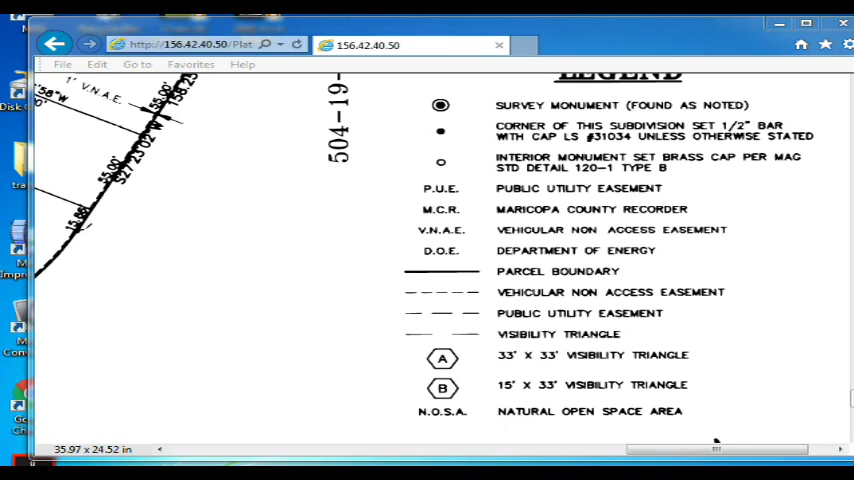 http://156.42.40.50/Plat
156.42.40.50
File Edit Go to Favorites Help
LEGEND
1' V.N.A.E.
55.00'
158.25
'58"W
S27°23'02"W
55.00'
15.86'
504-19-
SURVEY MONUMENT (FOUND AS NOTED)
CORNER OF THIS SUBDIVISION SET 1/2" BAR
WITH CAP LS #31034 UNLESS OTHERWISE STATED
INTERIOR MONUMENT SET BRASS CAP PER MAG
STD DETAIL 120-1 TYPE B
P.U.E. PUBLIC UTILITY EASEMENT
M.C.R. MARICOPA COUNTY RECORDER
V.N.A.E. VEHICULAR NON ACCESS EASEMENT
D.O.E. DEPARTMENT OF ENERGY
PARCEL BOUNDARY
VEHICULAR NON ACCESS EASEMENT
PUBLIC UTILITY EASEMENT
VISIBILITY TRIANGLE
A 33' X 33' VISIBILITY TRIANGLE
B 15' X 33' VISIBILITY TRIANGLE
N.O.S.A. NATURAL OPEN SPACE AREA
35.97 x 24.52 in